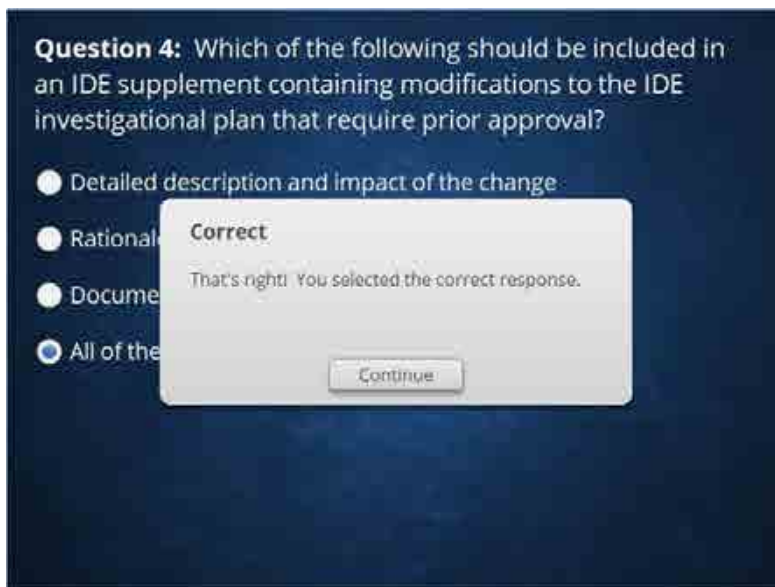 Question 4: Which of the following should be included in
an IDE supplement containing modifications to the IDE
investigational plan that require prior approval?
Detailed description and impact of the change
Rational
Correct
That's right! You selected the correct response.
Docume
All of the
Continue